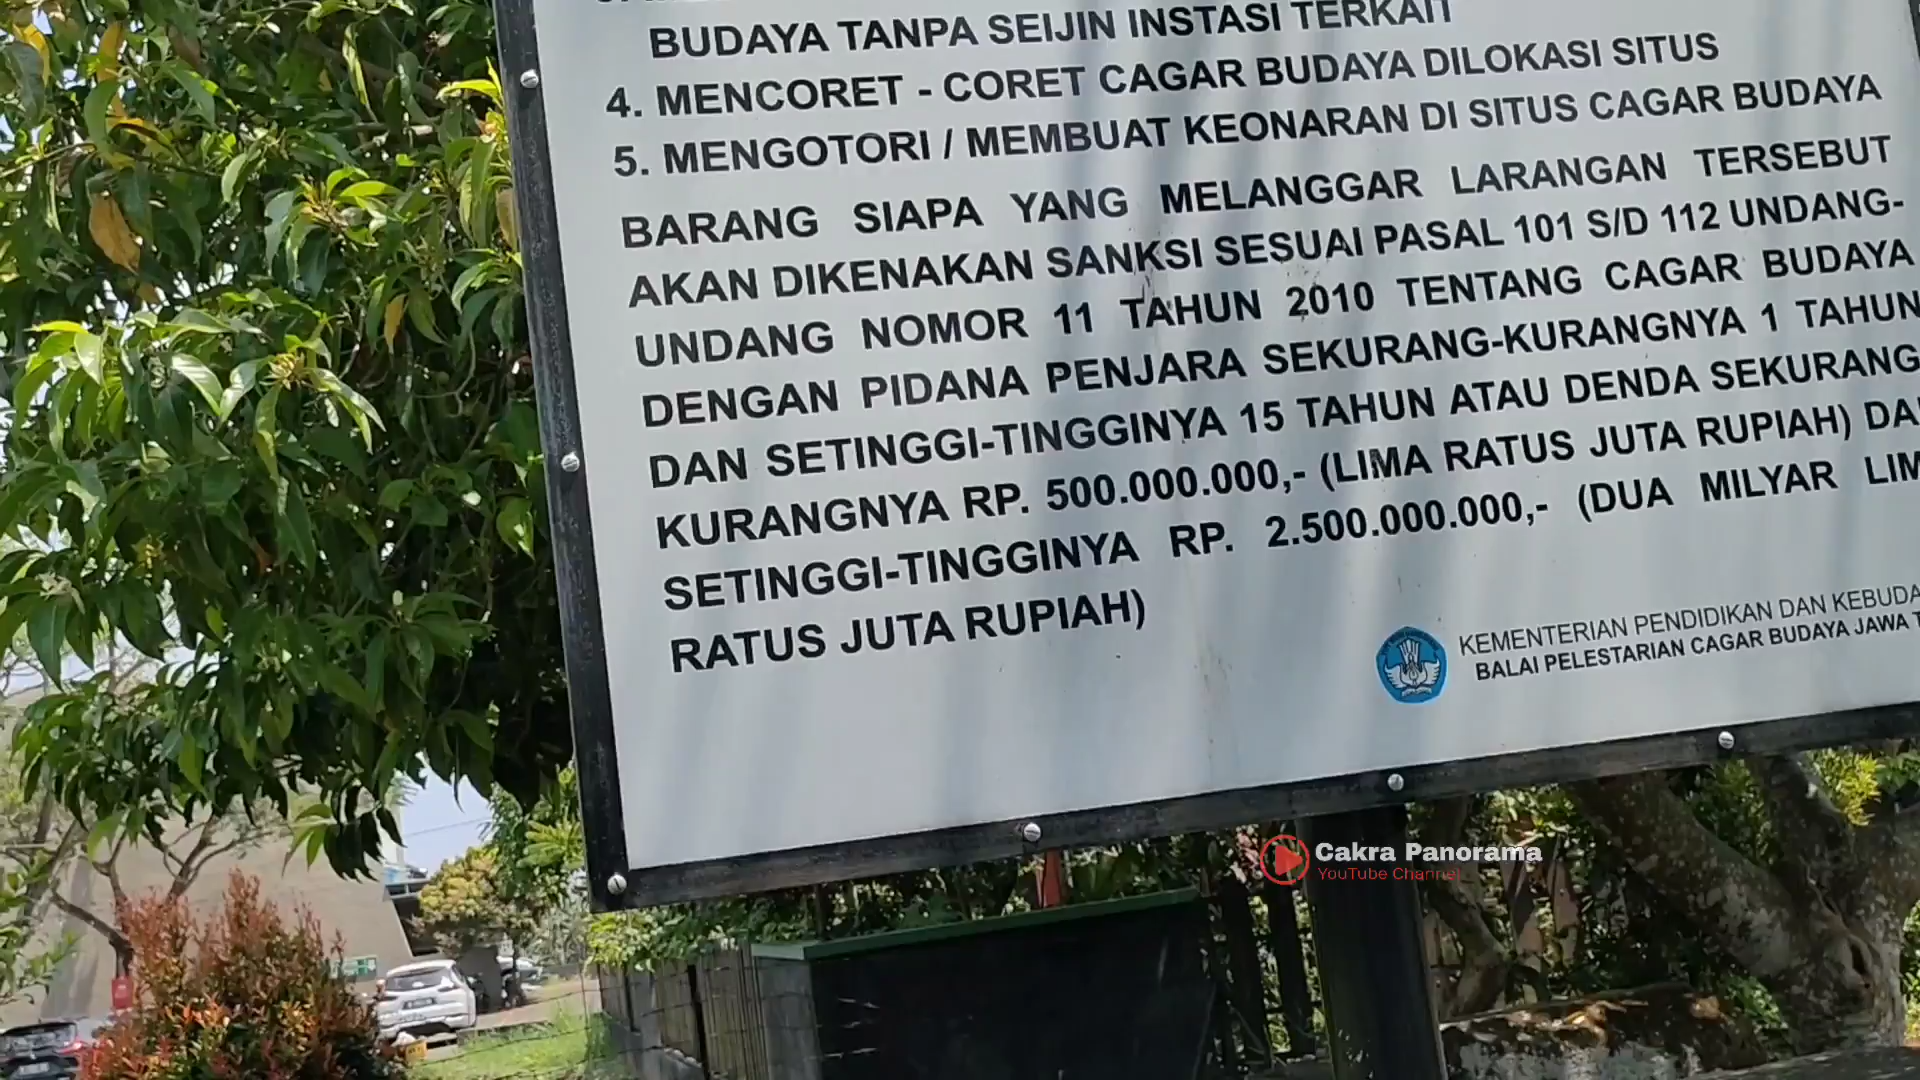 BUDAYA TANPA SEIJIN INSTASI TERKAIT
4. MENCORET - CORET CAGAR BUDAYA DILOKASI SITUS
5. MENGOTORI / MEMBUAT KEONARAN DI SITUS CAGAR BUDAYA
BARANG SIAPA YANG MELANGGAR LARANGAN TERSEBUT
AKAN DIKENAKAN SANKSI SESUAI PASAL 101 S/D 112 UNDANG-
UNDANG NOMOR 11 TAHUN 2010 TENTANG CAGAR BUDAYA
DENGAN PIDANA PENJARA SEKURANG-KURANGNYA 1 TAHUN
DAN SETINGGI-TINGGINYA 15 TAHUN ATAU DENDA SEKURANG
KURANGNYA RP. 500.000.000,- (LIMA RATUS JUTA RUPIAH) DA
SETINGGI-TINGGINYA RP. 2.500.000.000,- (DUA MILYAR LIM
RATUS JUTA RUPIAH)
KEMENTERIAN PENDIDIKAN DAN KEBUDA
BALAI PELESTARIAN CAGAR BUDAYA JAWA T
Cakra Panorama
YouTube Channel